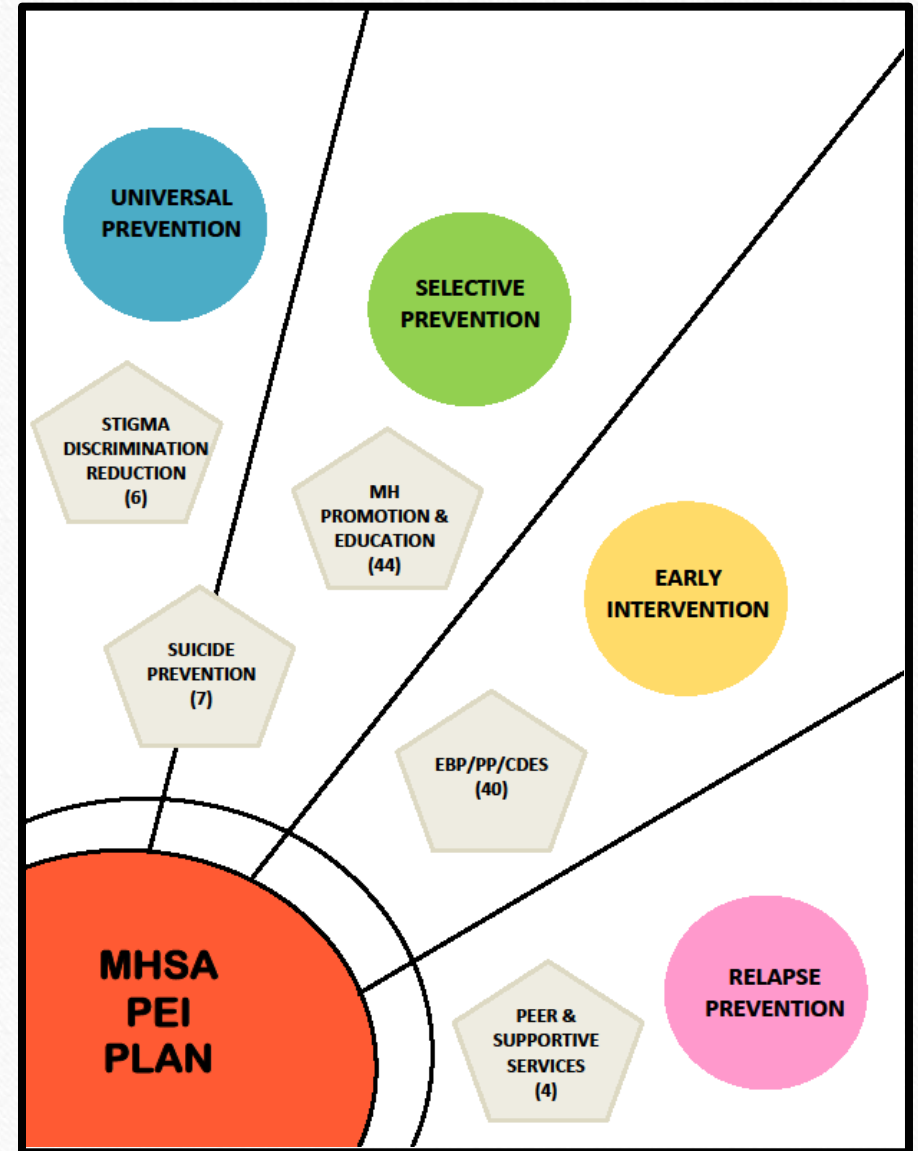 UNIVERSAL
PREVENTION
SELECTIVE
PREVENTION
STIGMA
DISCRIMINATION
REDUCTION
(6)
MH
PROMOTION &
EDUCATION
(44)
EARLY
INTERVENTION
SUICIDE
PREVENTION
(7)
EBP/PP/CDES
(40)
MHSA
PEI
PLAN
PEER &
SUPPORTIVE
SERVICES
(4)
RELAPSE
PREVENTION